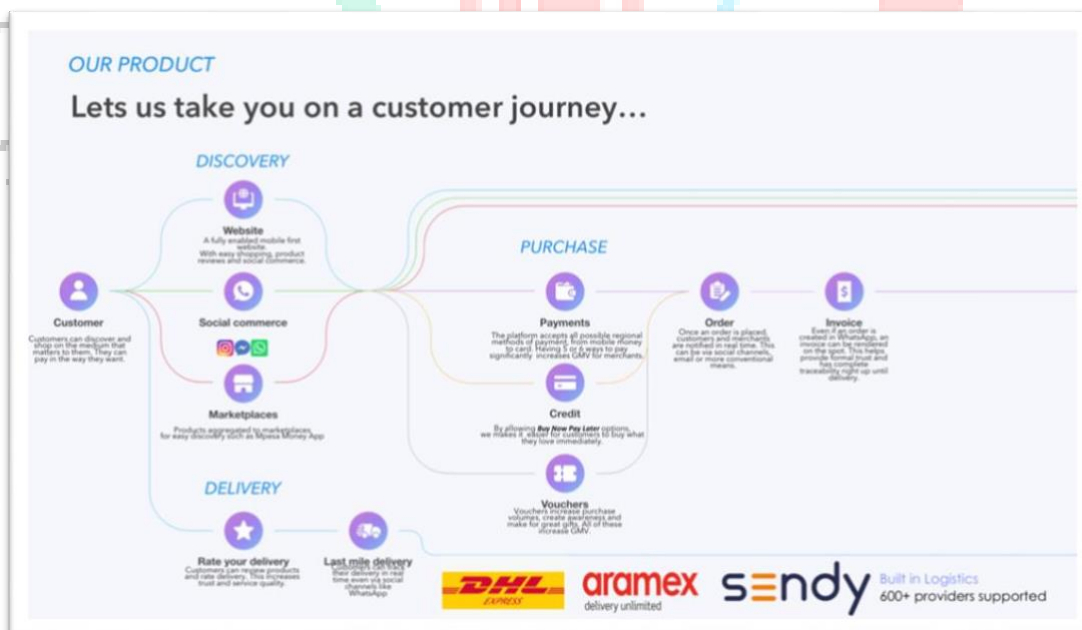 OUR PRODUCT
Lets us take you on a customer journey...
DISCOVERY
Website
A fully enabled mobile first
website.
With easy shopping, product
reviews and social commerce.
Customer
Customers can discover and
shop on the medium that
matters to them. They can
pay in the way they want.
Social commerce
Marketplaces
Products aggregated to marketplaces
for easy discovery such as Mpesa Money App
PURCHASE
Payments
The platform accepts all possible regional
methods of payment, from mobile money
to card. Having 5 or 6 ways to pay
significantly increases GMV for merchants.
Credit
By allowing Buy Now Pay Later options,
we makes it easier for customers to buy what
they love immediately.
Vouchers
Vouchers increase purchase
volumes, create awareness and
make for great gifts. All of these
increase GMV.
Order
Once an order is placed,
customers and merchants
are notified in real time. This
can be via social channels,
email or more conventional
means.
Invoice
Even if an order is
created in WhatsApp, an
invoice can be rendered
on the spot. This helps
provide formal trust and
has complete
traceability right up until
delivery.
DELIVERY
Rate your delivery
Customers can review products
and rate delivery. This increases
trust and service quality.
Last mile delivery
Customers can track
their delivery in real
time even via social
channels like
WhatsApp
DHL
EXPRESS
aramex
delivery unlimited
sendy
Built in Logistics
600+ providers supported